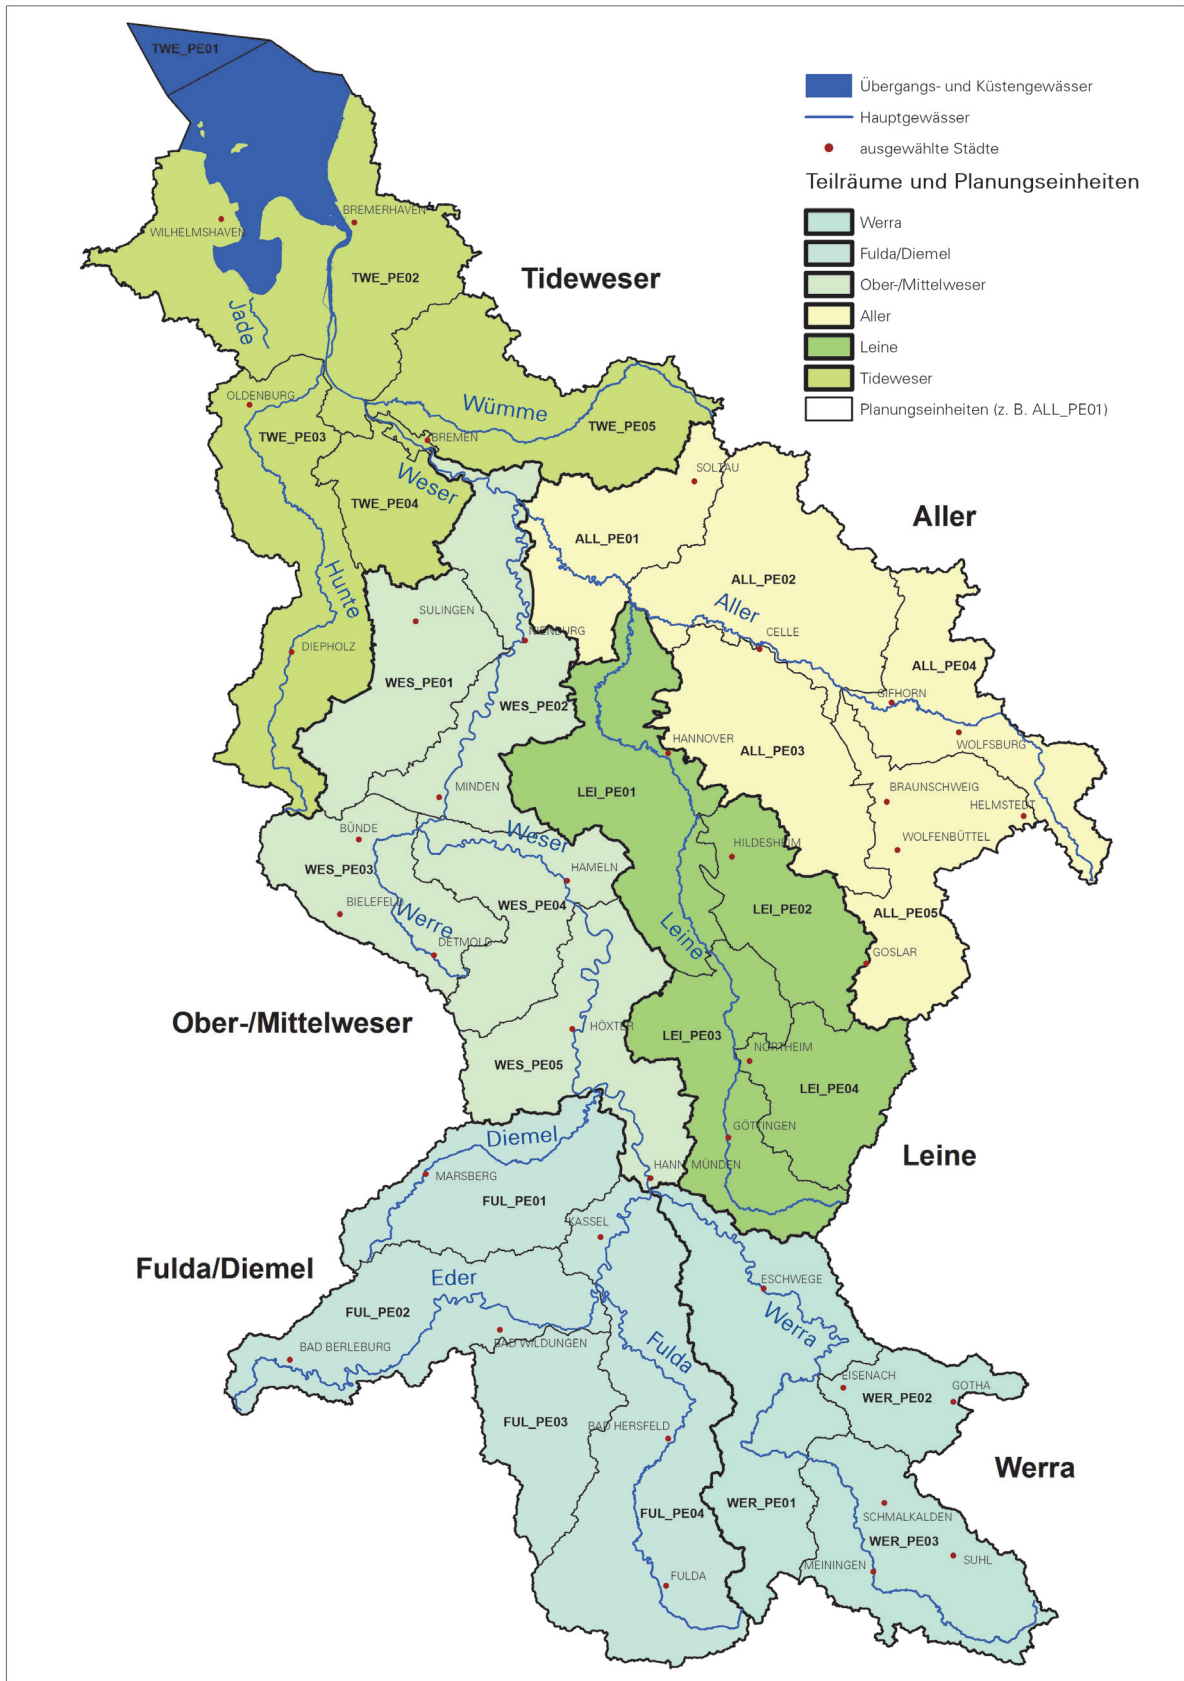 TWE_PE01
Übergangs- und Küstengewässer
Hauptgewässer
ausgewählte Städte
Teilräume und Planungseinheiten
Werra
Fulda/Diemel
Ober-/Mittelweser
Aller
Leine
Tideweser
Planungseinheiten (z. B. ALL_PE01)
BREMERHAVEN
WILHELMSHAVEN
TWE_PE02
Tideweser
Jade
OLDENBURG
Wümme
TWE_PE03
TWE_PE05
BREMEN
SOLTAU
Weser
TWE_PE04
Aller
ALL_PE01
ALL_PE02
Hunte
Aller
SULINGEN
NIENBURG
CELLE
DIEPHOLZ
ALL_PE04
WES_PE01
GIFHORN
WES_PE02
WOLFSBURG
HANNOVER
ALL_PE03
MINDEN
LEI_PE01
BRAUNSCHWEIG
HELMSTEDT
BÜNDE
Weser
WOLFENBÜTTEL
HILDESHEIM
WES_PE03
HAMELN
BIELEFELD
WES_PE04
LEI_PE02
ALL_PE05
Werre
Leine
DETMOLD
GOSLAR
Ober-/Mittelweser
HÖXTER
LEI_PE03
NORTHEIM
WES_PE05
LEI_PE04
Diemel
GÖTTINGEN
Leine
MARSBERG
HANN. MÜNDEN
FUL_PE01
KASSEL
Fulda/Diemel
Eder
ESCHWEGE
FUL_PE02
Werra
BAD BERLEBURG
BAD WILDUNGEN
Fulda
EISENACH
GOTHA
WER_PE02
FUL_PE03
BAD HERSFELD
Werra
WER_PE01
FUL_PE04
SCHMALKALDEN
WER_PE03
MEININGEN
SUHL
FULDA